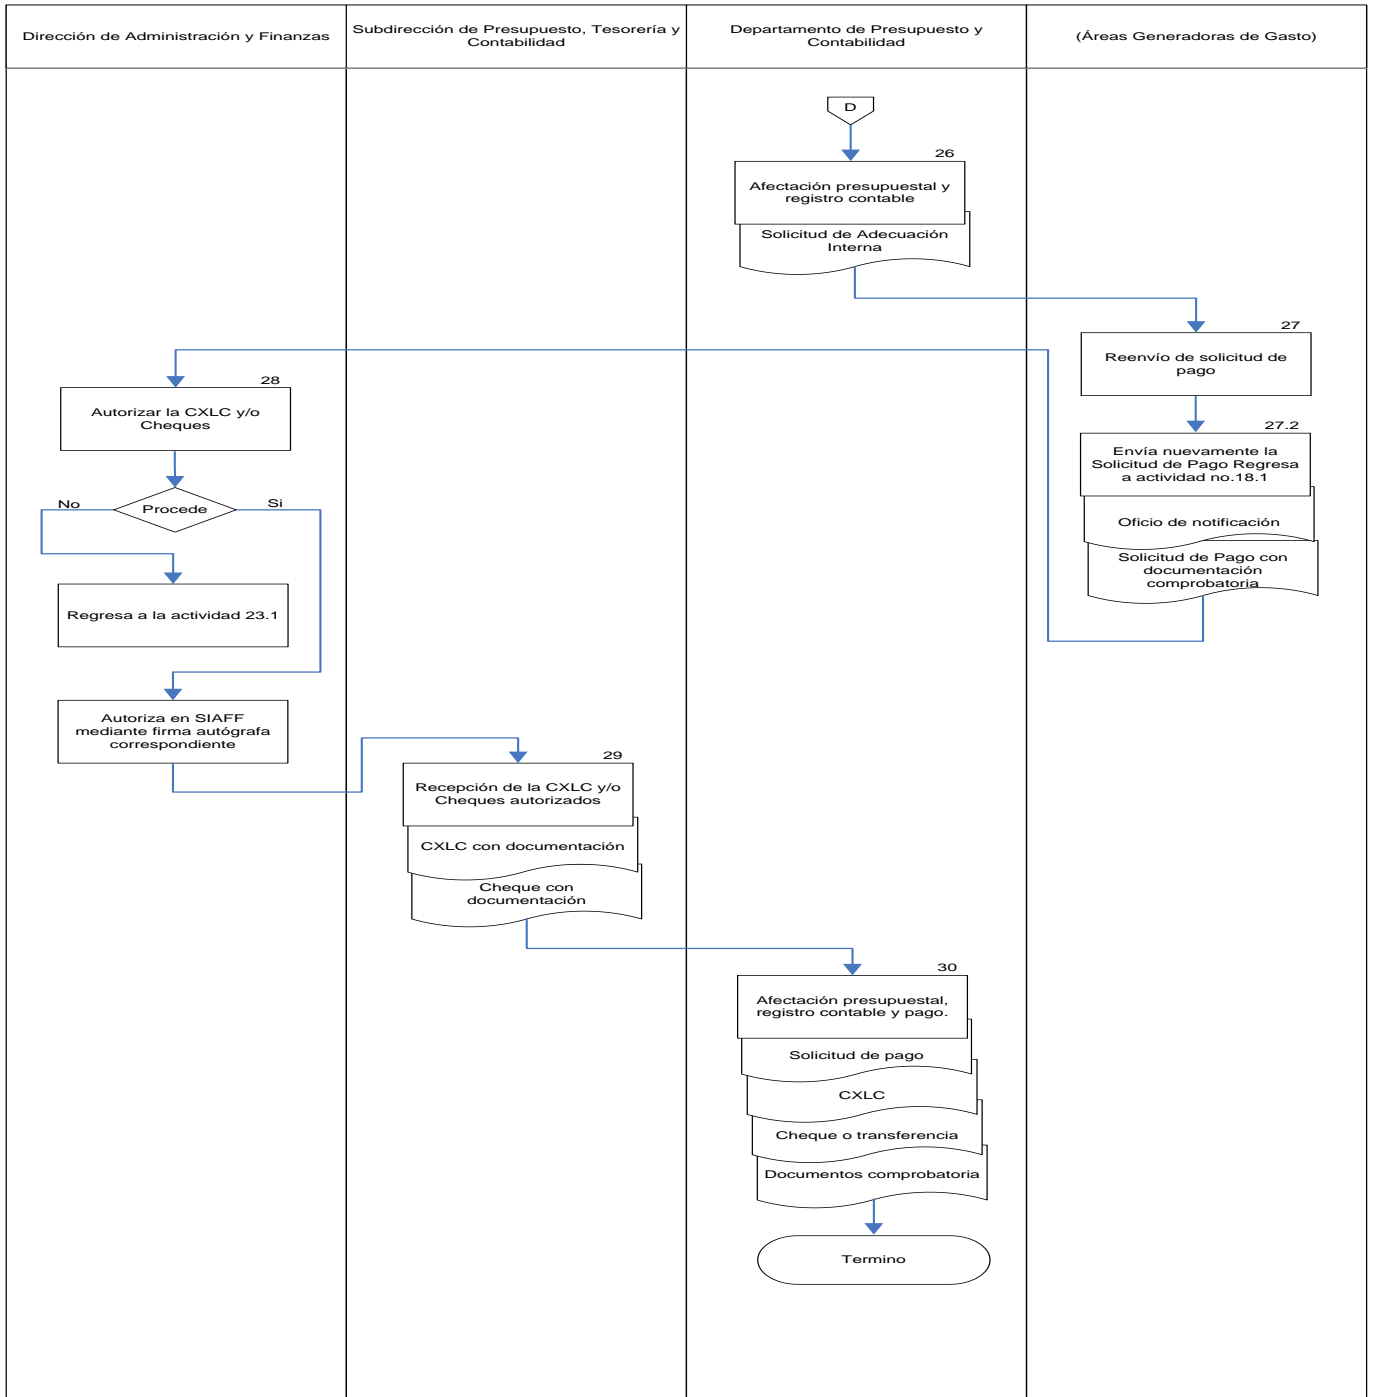 Dirección de Administración y Finanzas
Subdirección de Presupuesto, Tesorería y
Contabilidad
Departamento de Presupuesto y
Contabilidad
(Áreas Generadoras de Gasto)
D
26
Afectación presupuestal y
registro contable
Solicitud de Adecuación
Interna
27
Reenvío de solicitud de
pago
27.2
Envía nuevamente la
Solicitud de Pago Regresa
a actividad no.18.1
Oficio de notificación
Solicitud de Pago con
documentación
comprobatoria
28
Autorizar la CXLC y/o
Cheques
Procede
No
Si
Regresa a la actividad 23.1
Autoriza en SIAFF
mediante firma autógrafa
correspondiente
29
Recepción de la CXLC y/o
Cheques autorizados
CXLC con documentación
Cheque con
documentación
30
Afectación presupuestal,
registro contable y pago.
Solicitud de pago
CXLC
Cheque o transferencia
Documentos comprobatoria
Termino